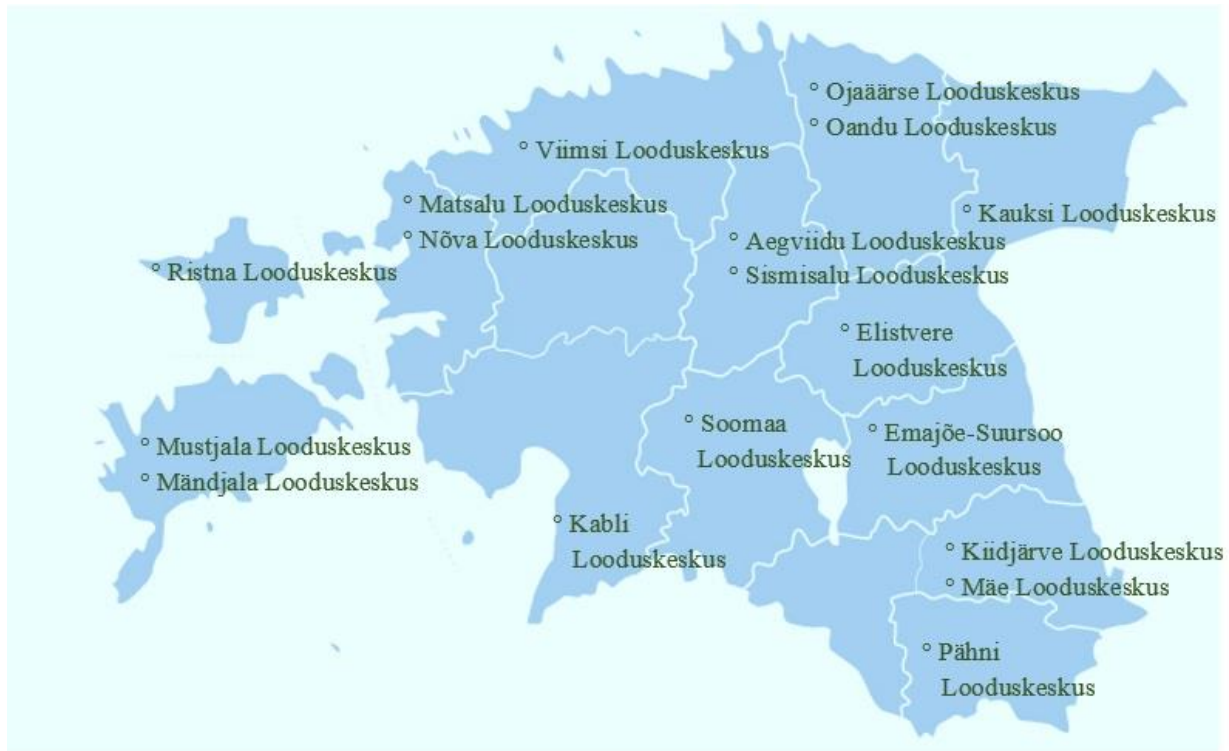 ° Ojaäärse Looduskeskus
° Oandu Looduskeskus
° Viimsi Looduskeskus
° Matsalu Looduskeskus
° Nõva Looduskeskus
° Kauksi Looduskeskus
° Aegviidu Looduskeskus
° Sismisalu Looduskeskus
° Ristna Looduskeskus
° Elistvere
Looduskeskus
° Mustjala Looduskeskus
° Mändjala Looduskeskus
° Soomaa
Looduskeskus
° Emajõe-Suursoo
Looduskeskus
° Kabli
Looduskeskus
° Kiidjärve Looduskeskus
° Mäe Looduskeskus
° Pähni
Looduskeskus